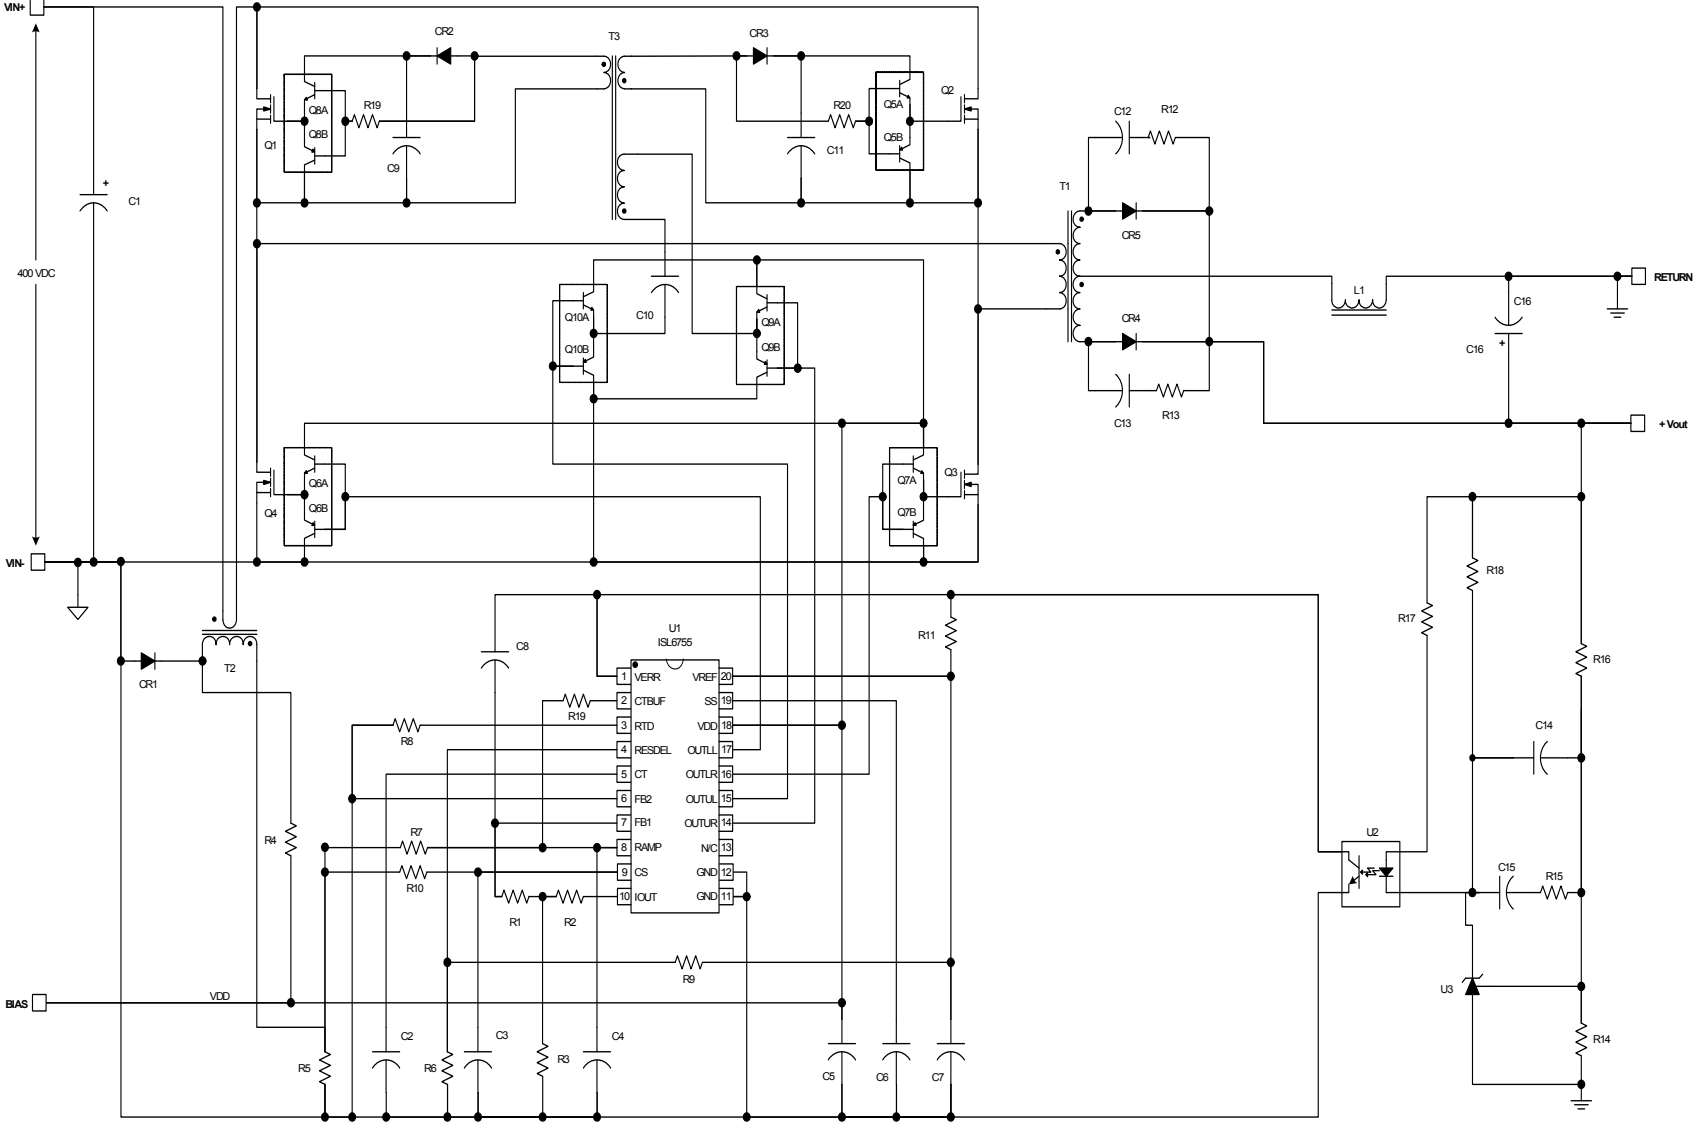 VIN+
CR2
T3
CR3
Q2
Q8A
R19
Q8B
Q1
C9
R20
C11
Q5A
Q5B
C12
R12
T1
+
C1
CR5
400 VDC
RETURN
L1
C16
C10
Q10A
Q10B
Q9A
Q9B
CR4
C16
+
C13
R13
+ Vout
Q6A
Q6B
Q4
Q7A
Q7B
Q3
VIN-
R18
R17
R16
U1
ISL6755
C8
R11
T2
CR1
1 VERR VREF 20
2 CTBUF SS 19
R19
3 RTD VDD 18
R8
4 RESDEL OUTLL 17
5 CT OUTLR 16
6 FB2 OUTUL 15
7 FB1 OUTUR 14
8 RAMP N/C 13
9 CS GND 12
10 IOUT GND 11
C14
R4
R7
R10
U2
C15
R15
R1
R2
R9
U3
BIAS
VDD
C2
C3
C4
R5
R6
R3
C5
C6
C7
R14